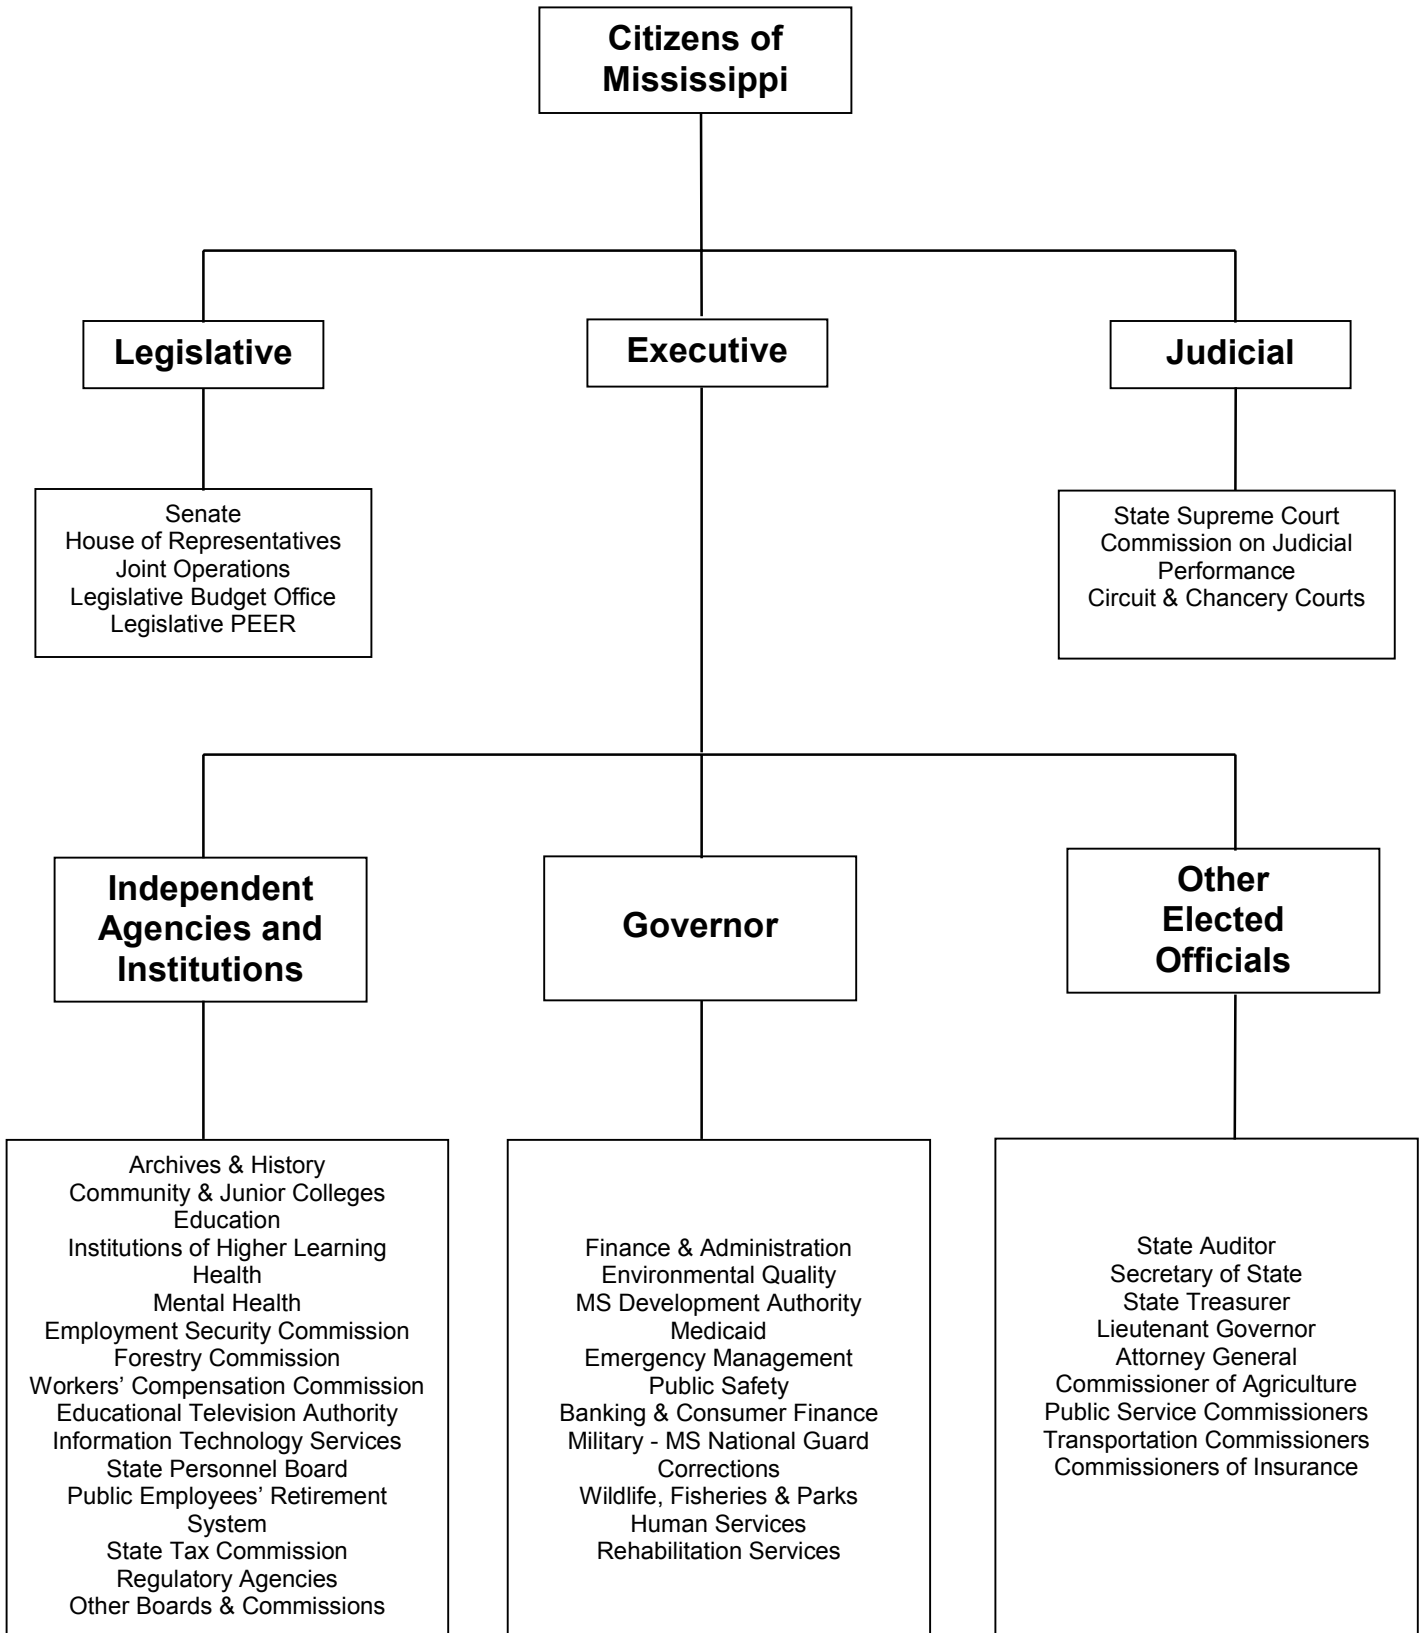 Citizens of
Mississippi
Legislative
Executive
Judicial
Senate
House of Representatives
Joint Operations
Legislative Budget Office
Legislative PEER
State Supreme Court
Commission on Judicial
Performance
Circuit & Chancery Courts
Independent
Agencies and
Institutions
Governor
Other
Elected
Officials
Archives & History
Community & Junior Colleges
Education
Institutions of Higher Learning
Health
Mental Health
Employment Security Commission
Forestry Commission
Workers’ Compensation Commission
Educational Television Authority
Information Technology Services
State Personnel Board
Public Employees’ Retirement
System
State Tax Commission
Regulatory Agencies
Other Boards & Commissions
Finance & Administration
Environmental Quality
MS Development Authority
Medicaid
Emergency Management
Public Safety
Banking & Consumer Finance
Military - MS National Guard
Corrections
Wildlife, Fisheries & Parks
Human Services
Rehabilitation Services
State Auditor
Secretary of State
State Treasurer
Lieutenant Governor
Attorney General
Commissioner of Agriculture
Public Service Commissioners
Transportation Commissioners
Commissioners of Insurance